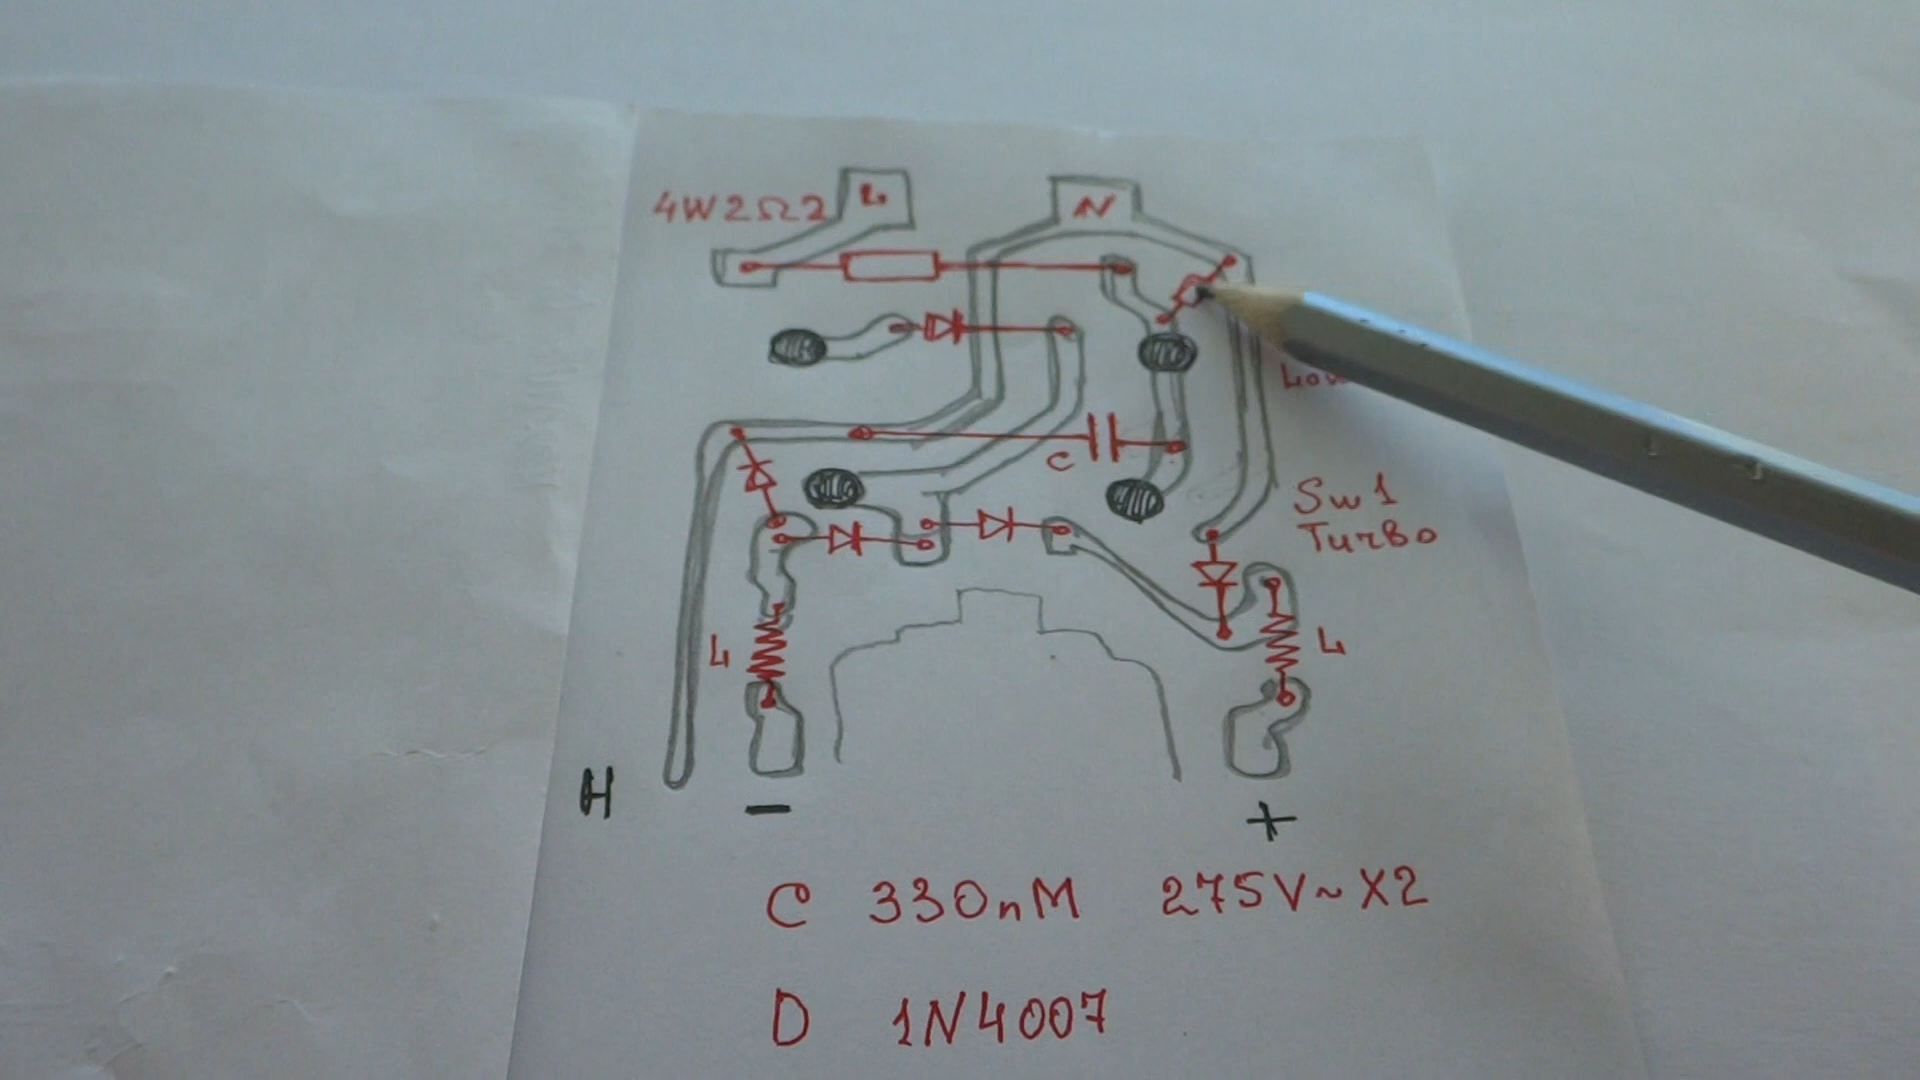 4W2Ω2
L
N
C
Sw1
Turbo
L
L
H
-
+
C 330nM 275V~X2
D 1N4007